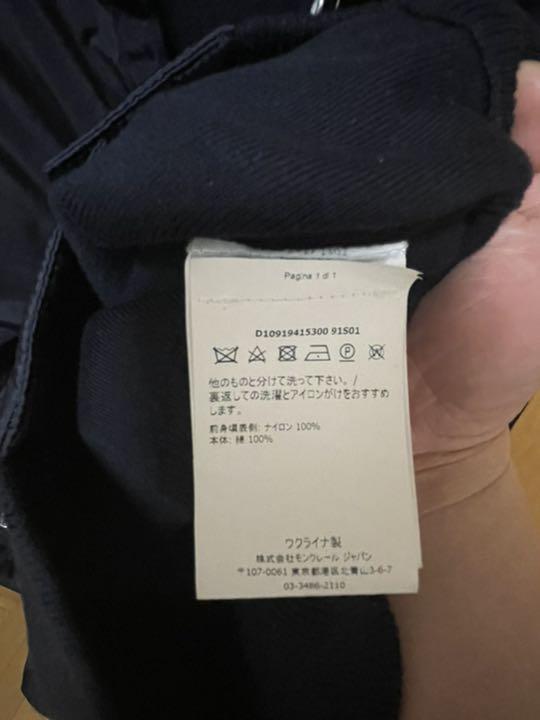 Pagina 1 di 1
D10919415300 91S01
他のものと分けて洗って下さい。/
裏返しての洗濯とアイロンがけをおすすめ
します。
前身頃表側: ナイロン 100%
本体: 綿 100%
ウクライナ製
株式会社モンクレール ジャパン
〒107-0061 東京都港区北青山3-6-7
03-3486-2110